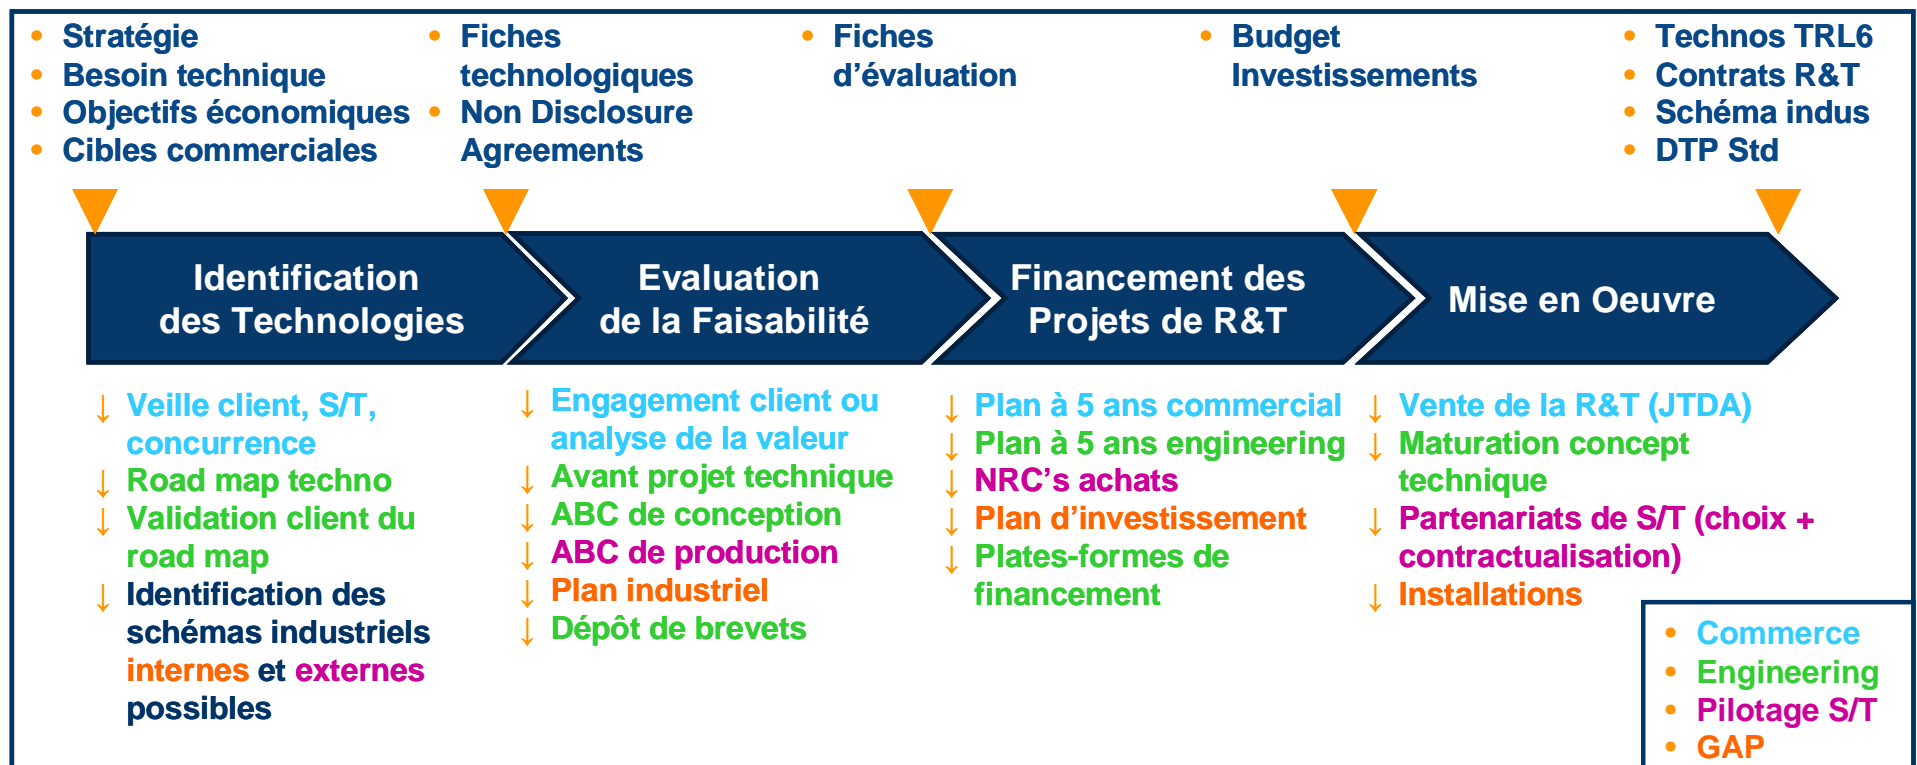 • Stratégie
• Besoin technique
• Objectifs économiques
• Cibles commerciales
• Fiches
technologiques
• Non Disclosure
Agreements
• Fiches
d’évaluation
• Budget
Investissements
• Technos TRL6
• Contrats R&T
• Schéma indus
• DTP Std
Identification
des Technologies
Evaluation
de la Faisabilité
Financement des
Projets de R&T
Mise en Oeuvre
↓ Veille client, S/T,
concurrence
↓ Road map techno
↓ Validation client du
road map
↓ Identification des
schémas industriels
internes et externes
possibles
↓ Engagement client ou
analyse de la valeur
↓ Avant projet technique
↓ ABC de conception
↓ ABC de production
↓ Plan industriel
↓ Dépôt de brevets
↓ Plan à 5 ans commercial
↓ Plan à 5 ans engineering
↓ NRC’s achats
↓ Plan d’investissement
↓ Plates-formes de
financement
↓ Vente de la R&T (JTDA)
↓ Maturation concept
technique
↓ Partenariats de S/T (choix +
contractualisation)
↓ Installations
• Commerce
• Engineering
• Pilotage S/T
• GAP